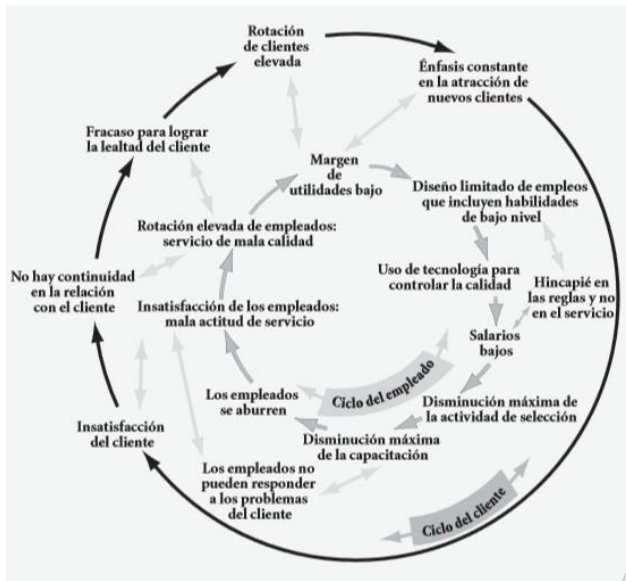 Rotación
de clientes
elevada
Énfasis constante
en la atracción de
nuevos clientes
Fracaso para lograr
la lealtad del cliente
Margen
de
utilidades bajo
Diseño limitado de empleos
que incluyen habilidades
de bajo nivel
Rotación elevada de empleados:
servicio de mala calidad
No hay continuidad
en la relación
con el cliente
Uso de tecnología para
controlar la calidad
Hincapié en
las reglas y no
en el servicio
Insatisfacción de los empleados:
mala actitud de servicio
Salarios
bajos
Ciclo del empleado
Los empleados
se aburren
Disminución máxima de
la actividad de selección
Insatisfacción
del cliente
Disminución máxima
de la capacitación
Los empleados no
pueden responder
a los problemas
del cliente
Ciclo del cliente